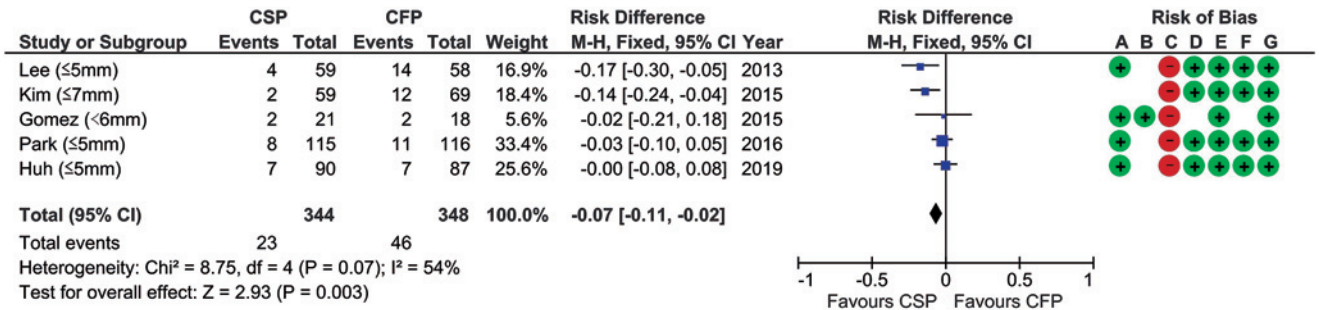 CSP CFP Risk Difference Risk Difference Risk of Bias
Study or Subgroup Events Total Events Total Weight M-H, Fixed, 95% CI Year M-H, Fixed, 95% CI A B C D E F G
Lee (≤5mm) 4 59 14 58 16.9% -0.17 [-0.30, -0.05] 2013 + - + + + +
Kim (≤7mm) 2 59 12 69 18.4% -0.14 [-0.24, -0.04] 2015 - + + + +
Gomez (<6mm) 2 21 2 18 5.6% -0.02 [-0.21, 0.18] 2015 + + - + +
Park (≤5mm) 8 115 11 116 33.4% -0.03 [-0.10, 0.05] 2016 + - + + + +
Huh (≤5mm) 7 90 7 87 25.6% -0.00 [-0.08, 0.08] 2019 + - + + + +
Total (95% CI) 344 348 100.0% -0.07 [-0.11, -0.02]
Total events 23 46
Heterogeneity: Chi² = 8.75, df = 4 (P = 0.07); I² = 54%
Test for overall effect: Z = 2.93 (P = 0.003)
-1 -0.5 0 0.5 1
Favours CSP Favours CFP